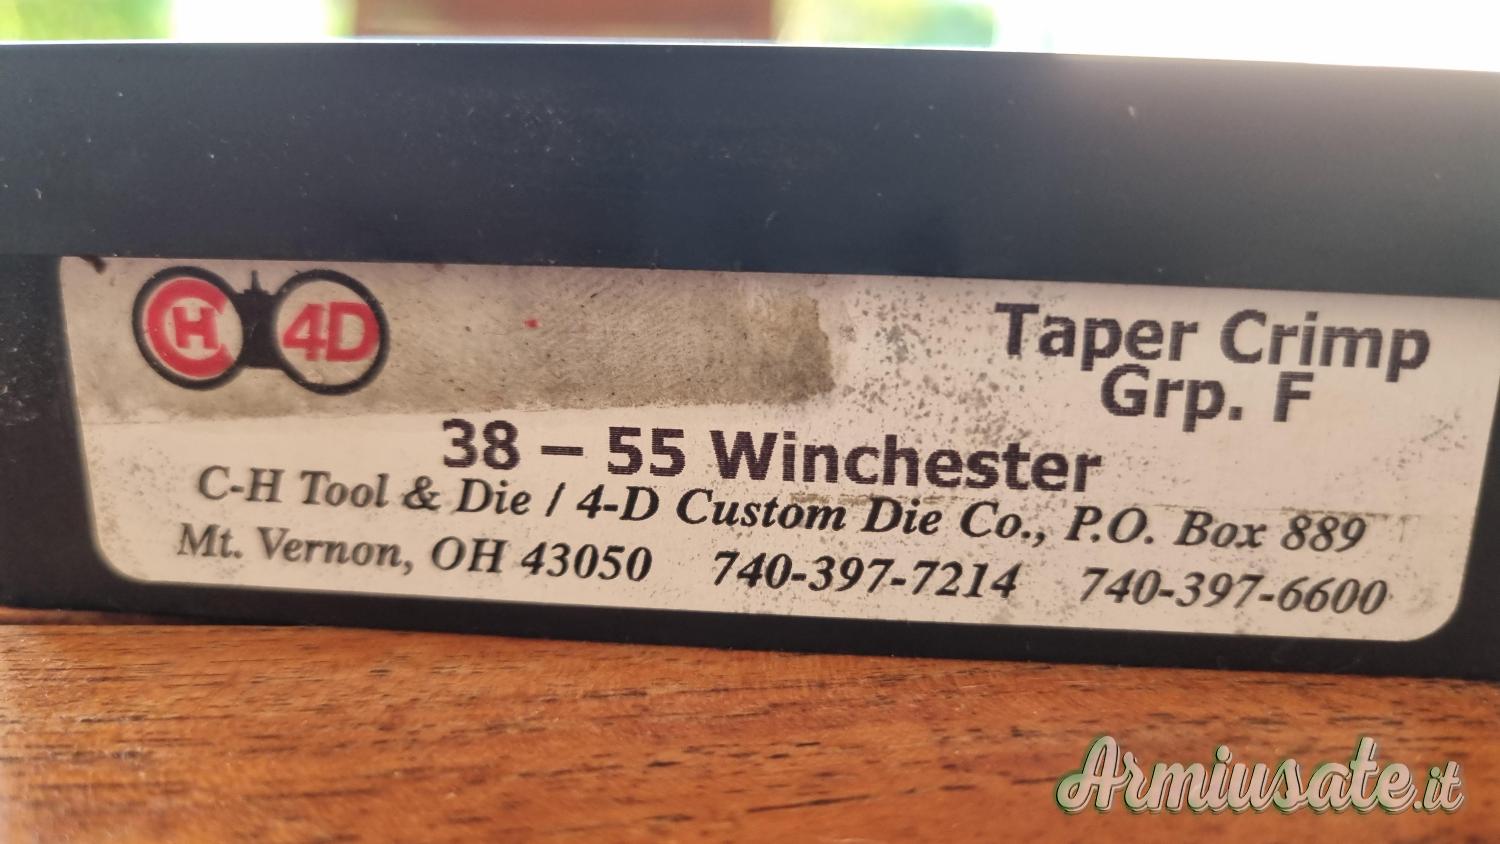 CH 4D
Taper Crimp
Grp. F
38 – 55 Winchester
C-H Tool & Die / 4-D Custom Die Co., P.O. Box 889
Mt. Vernon, OH 43050 740-397-7214 740-397-6600
Armiusate.it